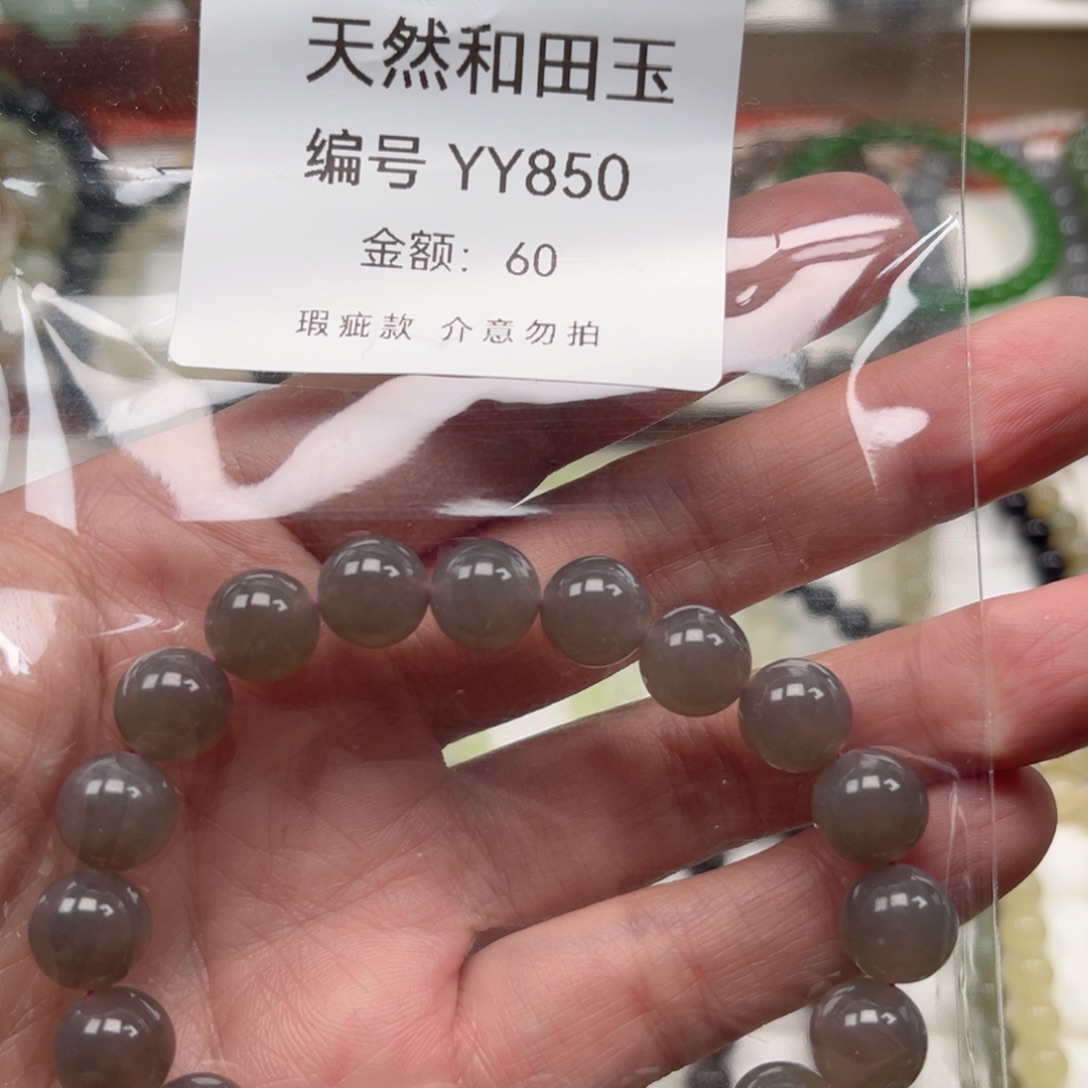 天然和田玉
编号 YY850
金额：60
瑕疵款 介意勿拍